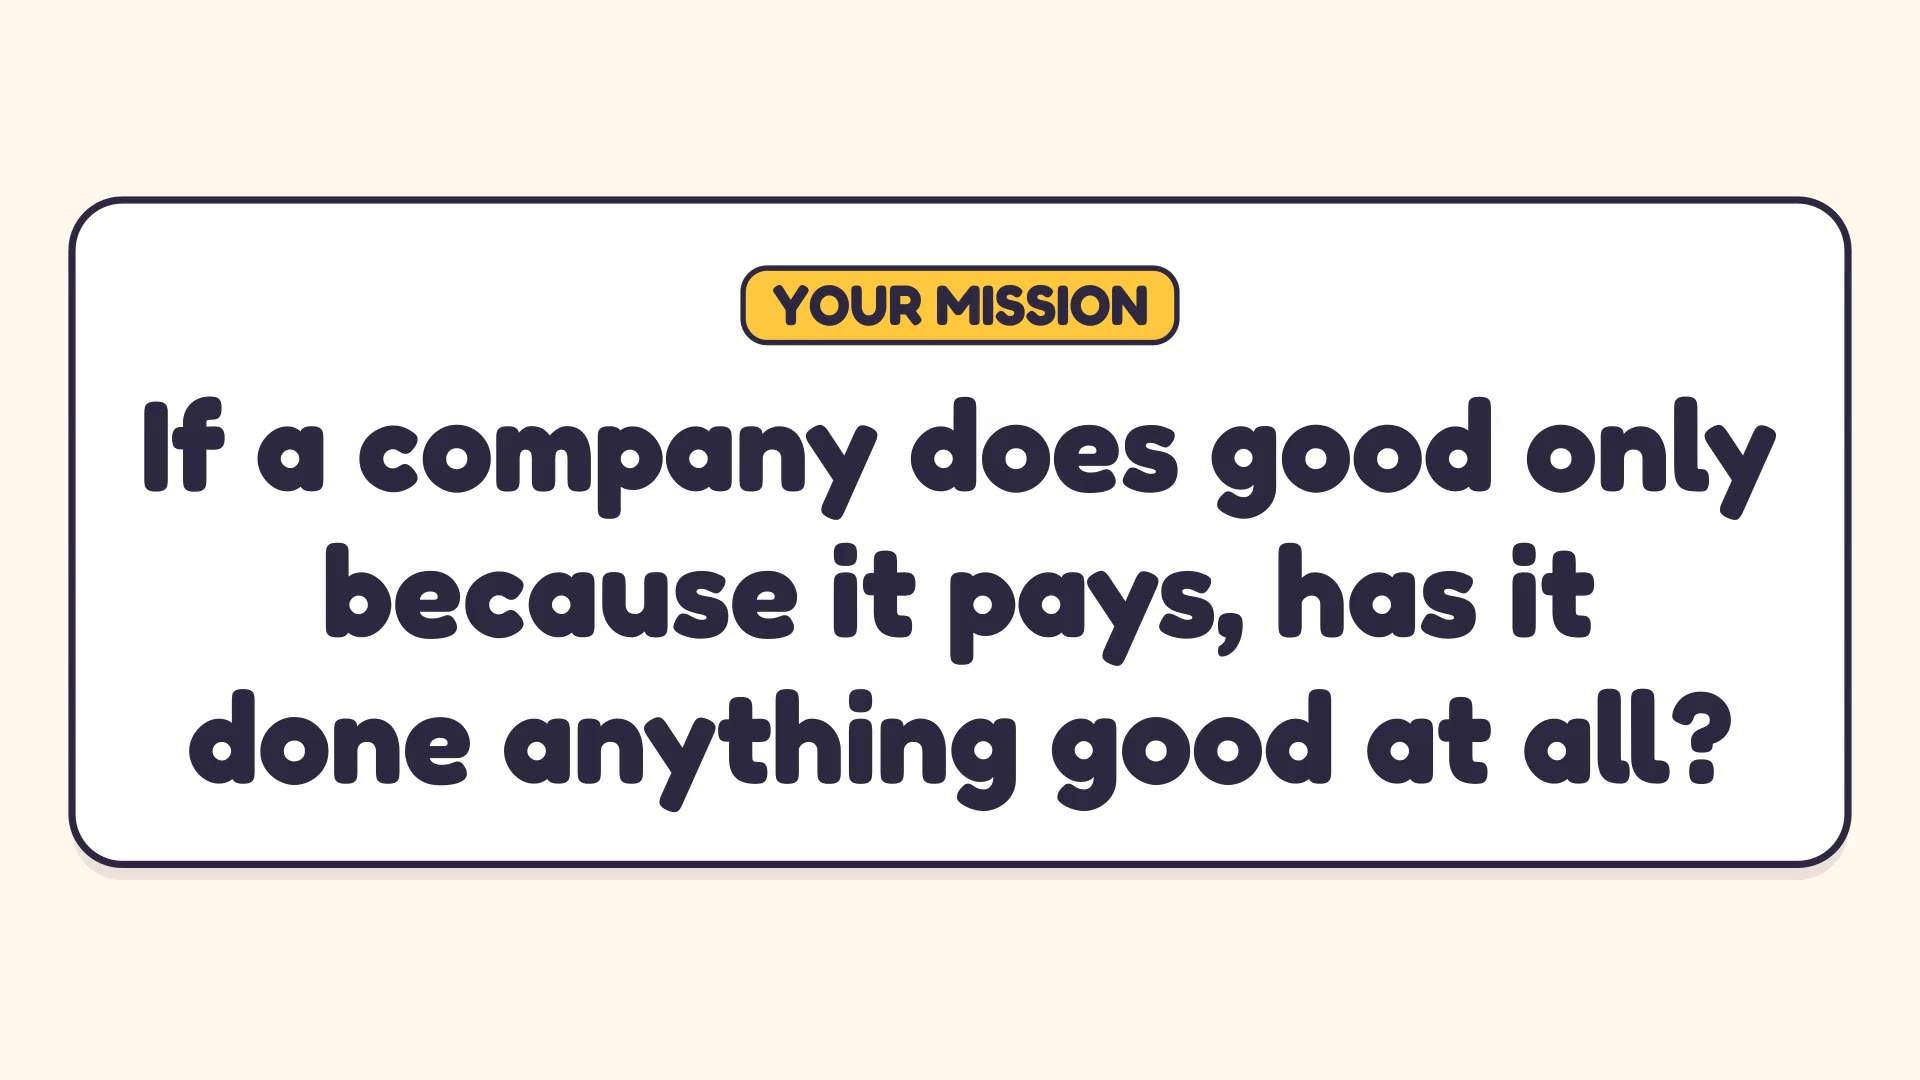 YOUR MISSION
If a company does good only
because it pays, has it
done anything good at all?